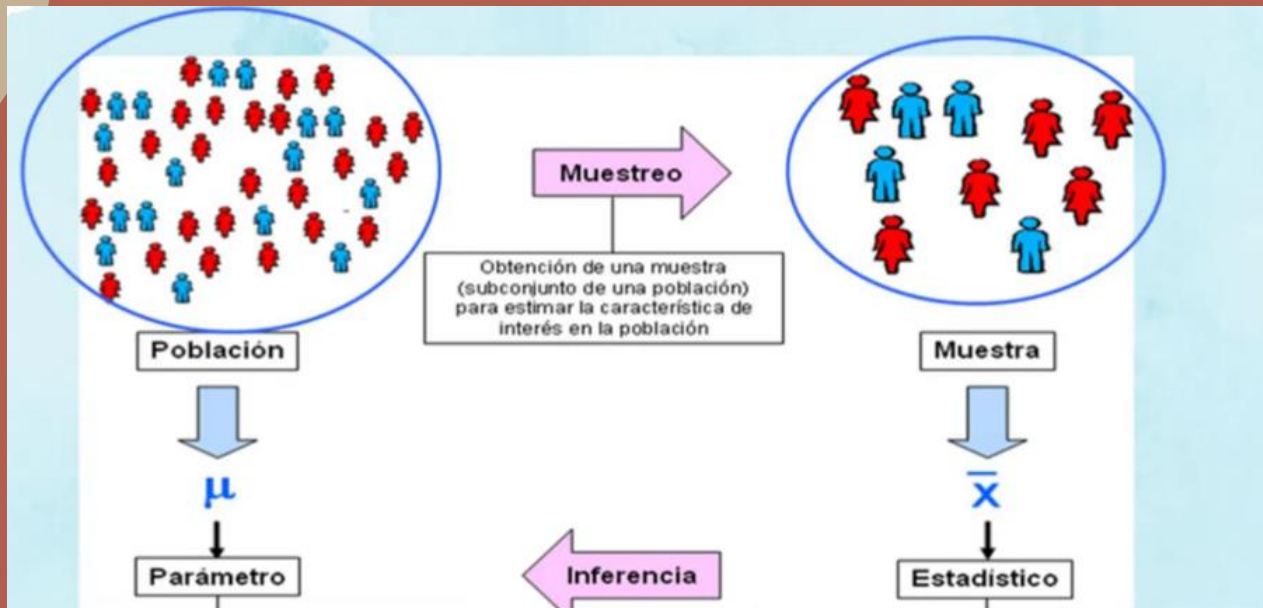 Muestreo
Obtención de una muestra
(subconjunto de una población)
para estimar la característica de
interés en la población
Población
Muestra
μ
x̄
Parámetro
Inferencia
Estadístico